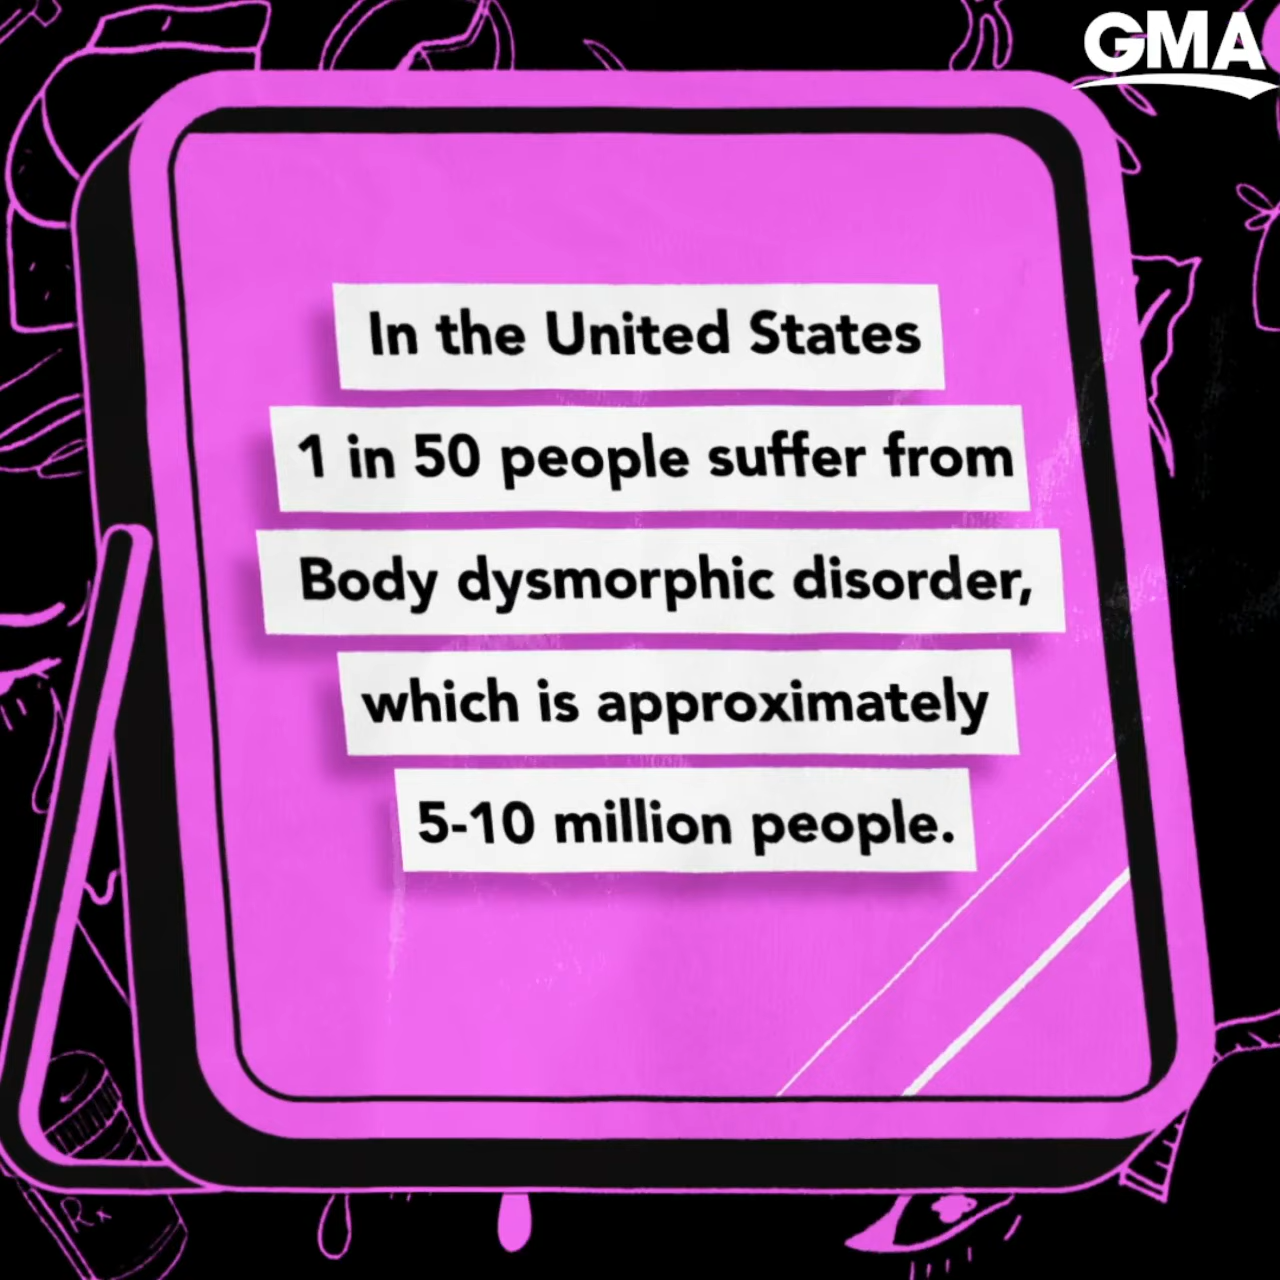 GMA
In the United States
1 in 50 people suffer from
Body dysmorphic disorder,
which is approximately
5-10 million people.
Rx